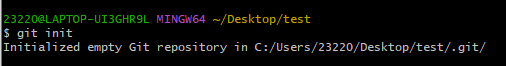 23220@LAPTOP-UI3GHR9L MINGW64 ~/Desktop/test
$ git init
Initialized empty Git repository in C:/Users/23220/Desktop/test/.git/